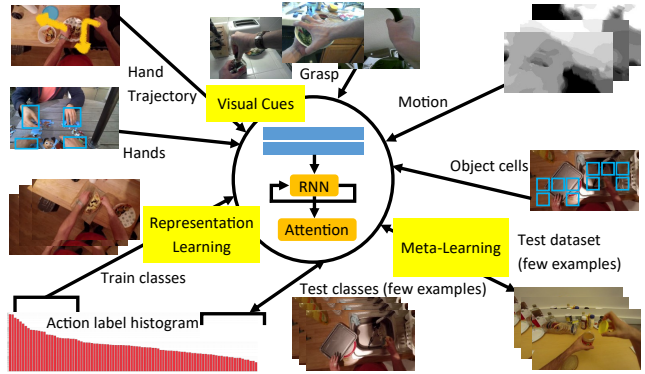 Hand
Trajectory
Visual Cues
Grasp
Motion
Hands
Object cells
RNN
Attention
Representation
Learning
Meta-Learning
Test dataset
(few examples)
Train classes
Test classes (few examples)
Action label histogram